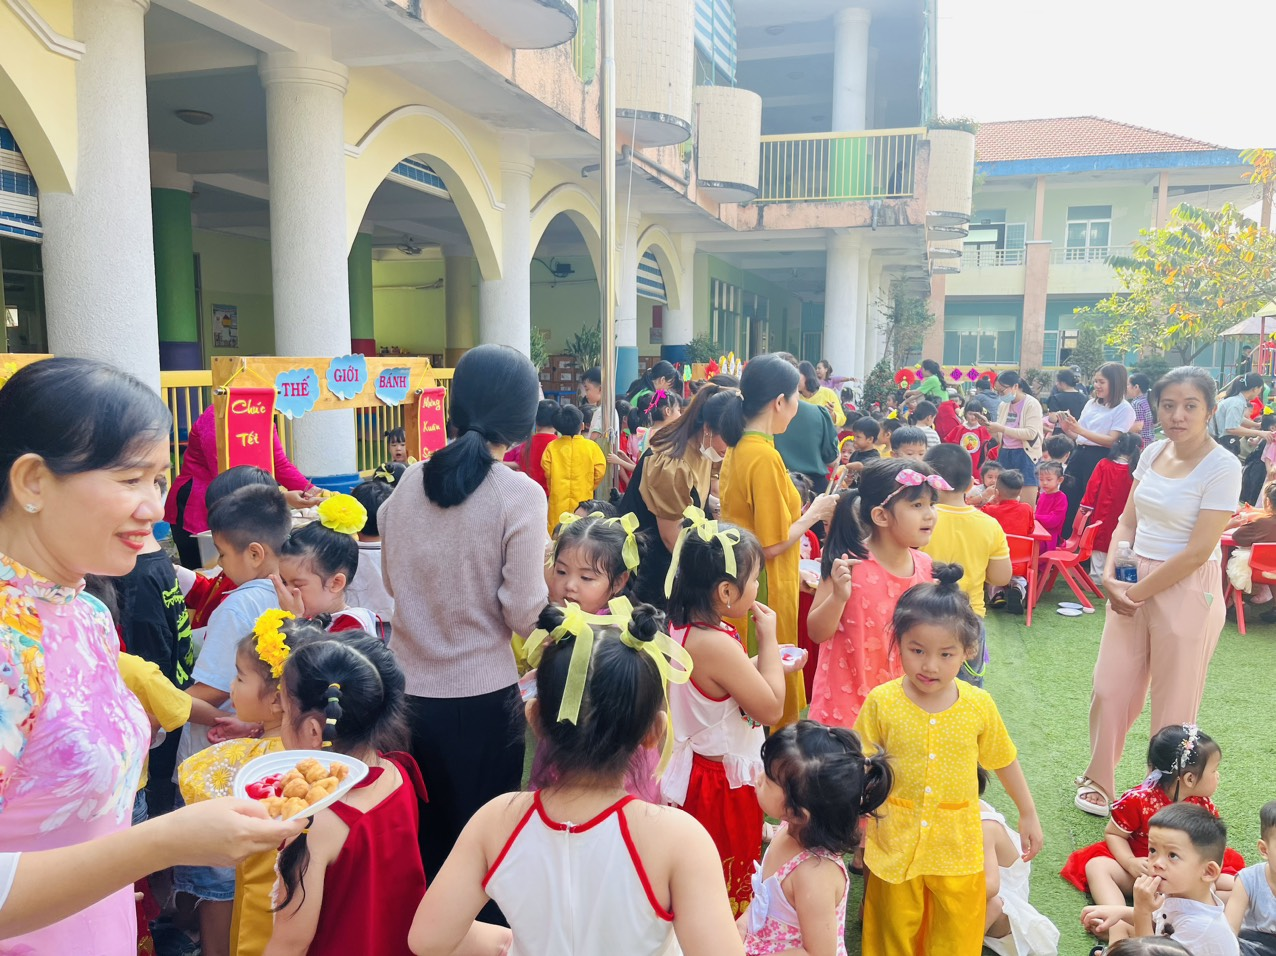 THẾ GIỚI BÁNH
Chúc
Tết
Mừng
Xuân